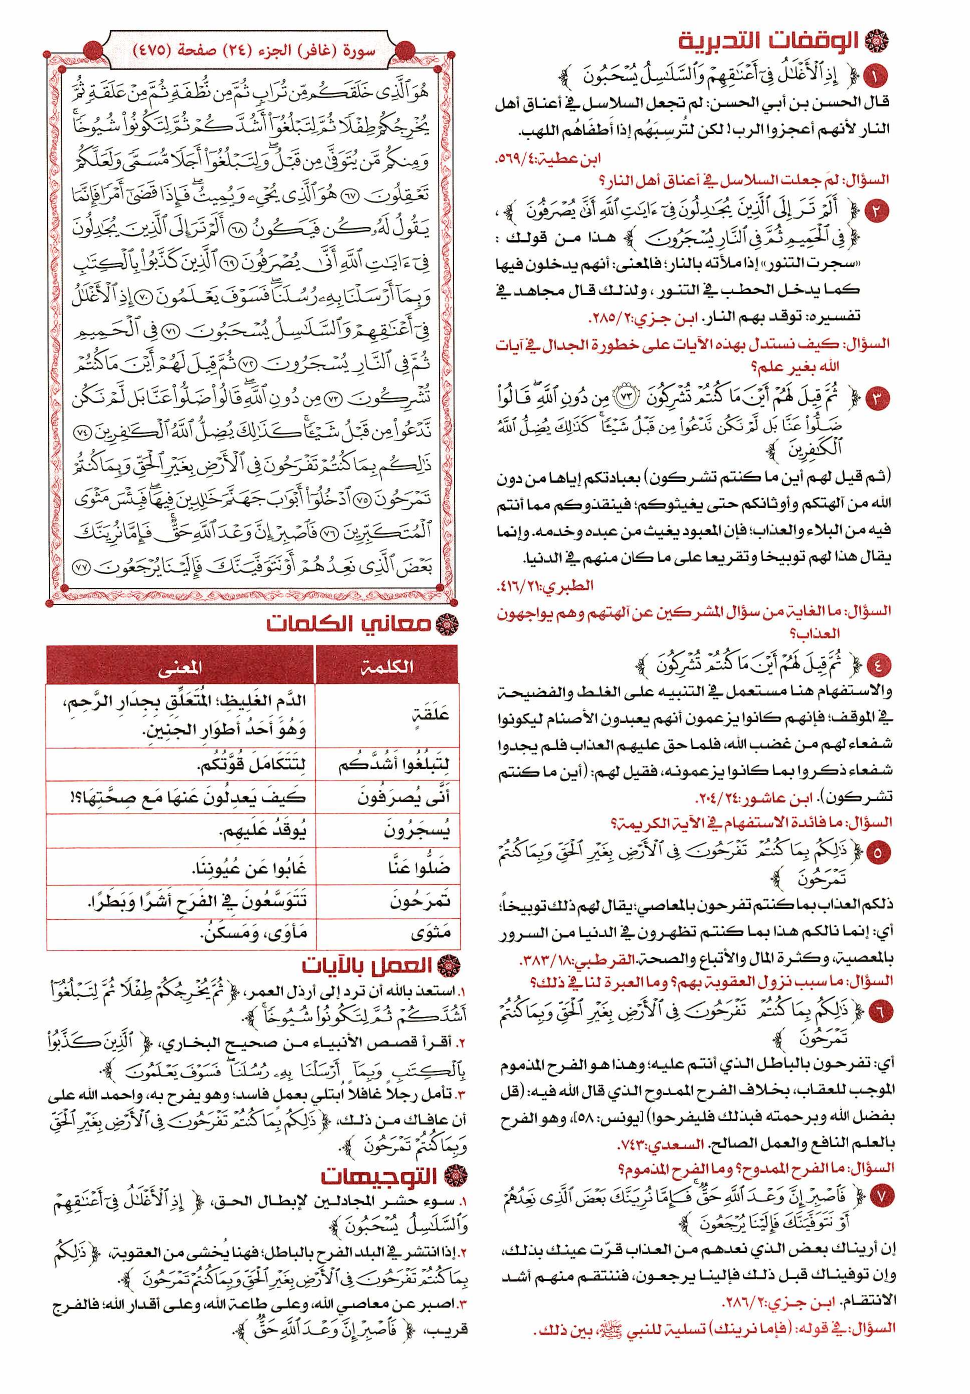 الوقفات التدبرية
١ ﴿ إِذِ ٱلْأَغْلَٰلُ فِىٓ أَعْنَٰقِهِمْ وَٱلسَّلَٰسِلُ يُسْحَبُونَ ﴾
قال الحسن بن أبي الحسن: لم تجعل السلاسل في أعناق أهل
النار لأنهم أعجزوا الرب! لكن لتُرسِبَهُم إذا أطفَاهُم اللهب.
ابن عطية:٥٦٩/٤.
السؤال: لمَ جعلت السلاسل في أعناق أهل النار؟
٢ ﴿ أَلَمْ تَرَ إِلَى ٱلَّذِينَ يُجَٰدِلُونَ فِىٓ ءَايَٰتِ ٱللَّهِ أَنَّىٰ يُصْرَفُونَ ﴾ ،
﴿ فِى ٱلْحَمِيمِ ثُمَّ فِى ٱلنَّارِ يُسْجَرُونَ ﴾ هذا من قولك :
«سجرت التنور» إذا ملأته بالنار؛ فالمعنى: أنهم يدخلون فيها
كما يدخل الحطب في التنور ، ولذلك قال مجاهد في
تفسيره: توقد بهم النار. ابن جزي:٢٨٥/٢.
السؤال: كيف نستدل بهذه الآيات على خطورة الجدال في آيات
الله بغير علم؟
٣ ﴿ ثُمَّ قِيلَ لَهُمْ أَيْنَ مَا كُنتُمْ تُشْرِكُونَ ﴿٧٣﴾ مِن دُونِ ٱللَّهِ ۖ قَالُوا۟
ضَلُّوا۟ عَنَّا بَل لَّمْ نَكُن نَّدْعُوا۟ مِن قَبْلُ شَيْـًٔا ۚ كَذَٰلِكَ يُضِلُّ ٱللَّهُ
ٱلْكَٰفِرِينَ ﴾
(ثم قيل لهم أين ما كنتم تشركون) بعبادتكم إياها من دون
الله من آلهتكم وأوثانكم حتى يغيثوكم؛ فينقذوكم مما أنتم
فيه من البلاء والعذاب؛ فإن المعبود يغيث من عبده وخدمه. وإنما
يقال هذا لهم توبيخا وتقريعا على ما كان منهم في الدنيا.
الطبري:٤١٦/٢١.
السؤال: ما الغاية من سؤال المشركين عن آلهتهم وهم يواجهون
العذاب؟
٤ ﴿ ثُمَّ قِيلَ لَهُمْ أَيْنَ مَا كُنتُمْ تُشْرِكُونَ ﴾
والاستفهام هنا مستعمل في التنبيه على الغلط والفضيحة
في الموقف؛ فإنهم كانوا يزعمون أنهم يعبدون الأصنام ليكونوا
شفعاء لهم من غضب الله، فلما حق عليهم العذاب فلم يجدوا
شفعاء ذكروا بما كانوا يزعمونه، فقيل لهم: (أين ما كنتم
تشركون). ابن عاشور:٢٠٤/٢٤.
السؤال: ما فائدة الاستفهام في الآية الكريمة؟
٥ ﴿ ذَٰلِكُم بِمَا كُنتُمْ تَفْرَحُونَ فِى ٱلْأَرْضِ بِغَيْرِ ٱلْحَقِّ وَبِمَا كُنتُمْ
تَمْرَحُونَ ﴾
ذلكم العذاب بما كنتم تفرحون بالمعاصي؛ يقال لهم ذلك توبيخاً؛
أي: إنما نالكم هذا بما كنتم تظهرون في الدنيا من السرور
بالمعصية، وكثرة المال والأتباع والصحة. القرطبي:٣٨٣/١٨.
السؤال: ما سبب نزول العقوبة بهم؟ وما العبرة لنا في ذلك؟
٦ ﴿ ذَٰلِكُم بِمَا كُنتُمْ تَفْرَحُونَ فِى ٱلْأَرْضِ بِغَيْرِ ٱلْحَقِّ وَبِمَا كُنتُمْ
تَمْرَحُونَ ﴾
أي: تفرحون بالباطل الذي أنتم عليه؛ وهذا هو الفرح المذموم
الموجب للعقاب، بخلاف الفرح الممدوح الذي قال الله فيه: (قل
بفضل الله وبرحمته فبذلك فليفرحوا) [يونس: ٥٨]، وهو الفرح
بالعلم النافع والعمل الصالح. السعدي:٧٤٣.
السؤال: ما الفرح الممدوح؟ وما الفرح المذموم؟
٧ ﴿ فَٱصْبِرْ إِنَّ وَعْدَ ٱللَّهِ حَقٌّ ۚ فَإِمَّا نُرِيَنَّكَ بَعْضَ ٱلَّذِى نَعِدُهُمْ
أَوْ نَتَوَفَّيَنَّكَ فَإِلَيْنَا يُرْجَعُونَ ﴾
إن أريناك بعض الذي نعدهم من العذاب قرّت عينك بذلك،
وإن توفيناك قبل ذلك فإلينا يرجعون، فننتقم منهم أشد
الانتقام. ابن جزي:٢٨٦/٢.
السؤال: في قوله: (فإما نرينك) تسلية للنبي ﷺ، بين ذلك.
سورة (غافر) الجزء (٢٤) صفحة (٤٧٥)
هُوَ ٱلَّذِى خَلَقَكُم مِّن تُرَابٍ ثُمَّ مِن نُّطْفَةٍ ثُمَّ مِنْ عَلَقَةٍ ثُمَّ
يُخْرِجُكُمْ طِفْلًا ثُمَّ لِتَبْلُغُوٓا۟ أَشُدَّكُمْ ثُمَّ لِتَكُونُوا۟ شُيُوخًا ۚ
وَمِنكُم مَّن يُتَوَفَّىٰ مِن قَبْلُ ۖ وَلِتَبْلُغُوٓا۟ أَجَلًا مُّسَمًّى وَلَعَلَّكُمْ
تَعْقِلُونَ ٦٧ هُوَ ٱلَّذِى يُحْىِۦ وَيُمِيتُ ۖ فَإِذَا قَضَىٰٓ أَمْرًا فَإِنَّمَا
يَقُولُ لَهُۥ كُن فَيَكُونُ ٦٨ أَلَمْ تَرَ إِلَى ٱلَّذِينَ يُجَٰدِلُونَ
فِىٓ ءَايَٰتِ ٱللَّهِ أَنَّىٰ يُصْرَفُونَ ٦٩ ٱلَّذِينَ كَذَّبُوا۟ بِٱلْكِتَٰبِ
وَبِمَآ أَرْسَلْنَا بِهِۦ رُسُلَنَا ۖ فَسَوْفَ يَعْلَمُونَ ٧٠ إِذِ ٱلْأَغْلَٰلُ
فِىٓ أَعْنَٰقِهِمْ وَٱلسَّلَٰسِلُ يُسْحَبُونَ ٧١ فِى ٱلْحَمِيمِ
ثُمَّ فِى ٱلنَّارِ يُسْجَرُونَ ٧٢ ثُمَّ قِيلَ لَهُمْ أَيْنَ مَا كُنتُمْ
تُشْرِكُونَ ٧٣ مِن دُونِ ٱللَّهِ ۖ قَالُوا۟ ضَلُّوا۟ عَنَّا بَل لَّمْ نَكُن
نَّدْعُوا۟ مِن قَبْلُ شَيْـًٔا ۚ كَذَٰلِكَ يُضِلُّ ٱللَّهُ ٱلْكَٰفِرِينَ ٧٤
ذَٰلِكُم بِمَا كُنتُمْ تَفْرَحُونَ فِى ٱلْأَرْضِ بِغَيْرِ ٱلْحَقِّ وَبِمَا كُنتُمْ
تَمْرَحُونَ ٧٥ ٱدْخُلُوٓا۟ أَبْوَٰبَ جَهَنَّمَ خَٰلِدِينَ فِيهَا ۖ فَبِئْسَ مَثْوَى
ٱلْمُتَكَبِّرِينَ ٧٦ فَٱصْبِرْ إِنَّ وَعْدَ ٱللَّهِ حَقٌّ ۚ فَإِمَّا نُرِيَنَّكَ
بَعْضَ ٱلَّذِى نَعِدُهُمْ أَوْ نَتَوَفَّيَنَّكَ فَإِلَيْنَا يُرْجَعُونَ ٧٧
معاني الكلمات
الكلمة المعنى
عَلَقَةٍ الدَّمِ الغَلِيظِ؛ المُتَعَلِّقِ بِجِدَارِ الرَّحِمِ،
وَهُوَ أَحَدُ أَطوَارِ الجَنِينِ.
لِتَبلُغُوا أَشُدَّكُم لِتَتَكَامَلَ قُوَّتُكُم.
أَنَّى يُصرَفُونَ كَيفَ يَعدِلُونَ عَنهَا مَع صِحَّتِهَا؟!
يُسجَرُونَ يُوقَدُ عَلَيهِم.
ضَلُّوا عَنَّا غَابُوا عَن عُيُونِنَا.
تَمرَحُونَ تَتَوَسَّعُونَ فِي الفَرَحِ أَشَرًا وَبَطَرًا.
مَثوَى مَأوَى، وَمَسكَنُ.
العمل بالآيات
١. استعذ بالله أن ترد إلى أرذل العمر، ﴿ ثُمَّ يُخْرِجُكُمْ طِفْلًا ثُمَّ لِتَبْلُغُوٓا۟
أَشُدَّكُمْ ثُمَّ لِتَكُونُوا۟ شُيُوخًا ﴾.
٢. أقرأ قصص الأنبياء من صحيح البخاري، ﴿ ٱلَّذِينَ كَذَّبُوا۟
بِٱلْكِتَٰبِ وَبِمَآ أَرْسَلْنَا بِهِۦ رُسُلَنَا ۖ فَسَوْفَ يَعْلَمُونَ ﴾.
٣. تأمل رجلاً غافلاً ابتلي بعمل فاسد؛ وهو يفرح به، واحمد الله على
أن عافاك من ذلك، ﴿ ذَٰلِكُم بِمَا كُنتُمْ تَفْرَحُونَ فِى ٱلْأَرْضِ بِغَيْرِ ٱلْحَقِّ
وَبِمَا كُنتُمْ تَمْرَحُونَ ﴾.
التوجيهات
١. سوء حشر المجادلين لإبطال الحق، ﴿ إِذِ ٱلْأَغْلَٰلُ فِىٓ أَعْنَٰقِهِمْ
وَٱلسَّلَٰسِلُ يُسْحَبُونَ ﴾
٢. إذا انتشر في البلد الفرح بالباطل؛ فهنا يُخشى من العقوبة، ﴿ ذَٰلِكُم
بِمَا كُنتُمْ تَفْرَحُونَ فِى ٱلْأَرْضِ بِغَيْرِ ٱلْحَقِّ وَبِمَا كُنتُمْ تَمْرَحُونَ ﴾.
٣. اصبر عن معاصي الله، وعلى طاعة الله، وعلى أقدار الله؛ فالفرج
قريب، ﴿ فَٱصْبِرْ إِنَّ وَعْدَ ٱللَّهِ حَقٌّ ﴾.